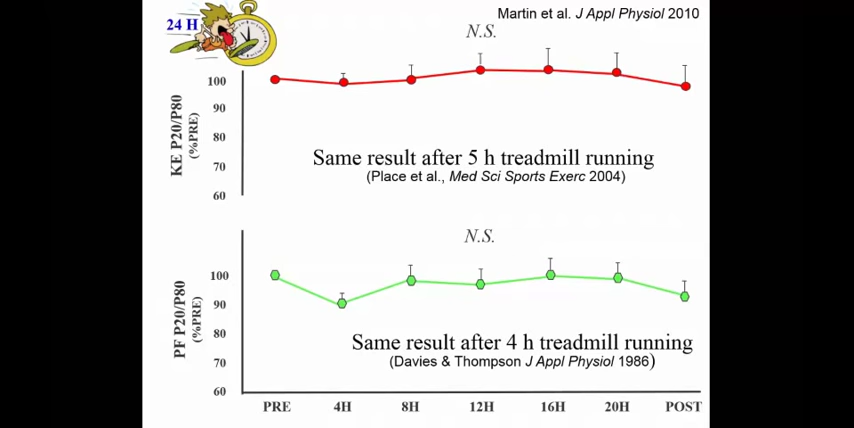 Martin et al. J Appl Physiol 2010
24 H
N.S.
100
90
80
70
60
KE P20/P80
(%PRE)
Same result after 5 h treadmill running
(Place et al., Med Sci Sports Exerc 2004)
N.S.
100
90
80
70
60
PF P20/P80
(%PRE)
Same result after 4 h treadmill running
(Davies & Thompson J Appl Physiol 1986)
PRE 4H 8H 12H 16H 20H POST